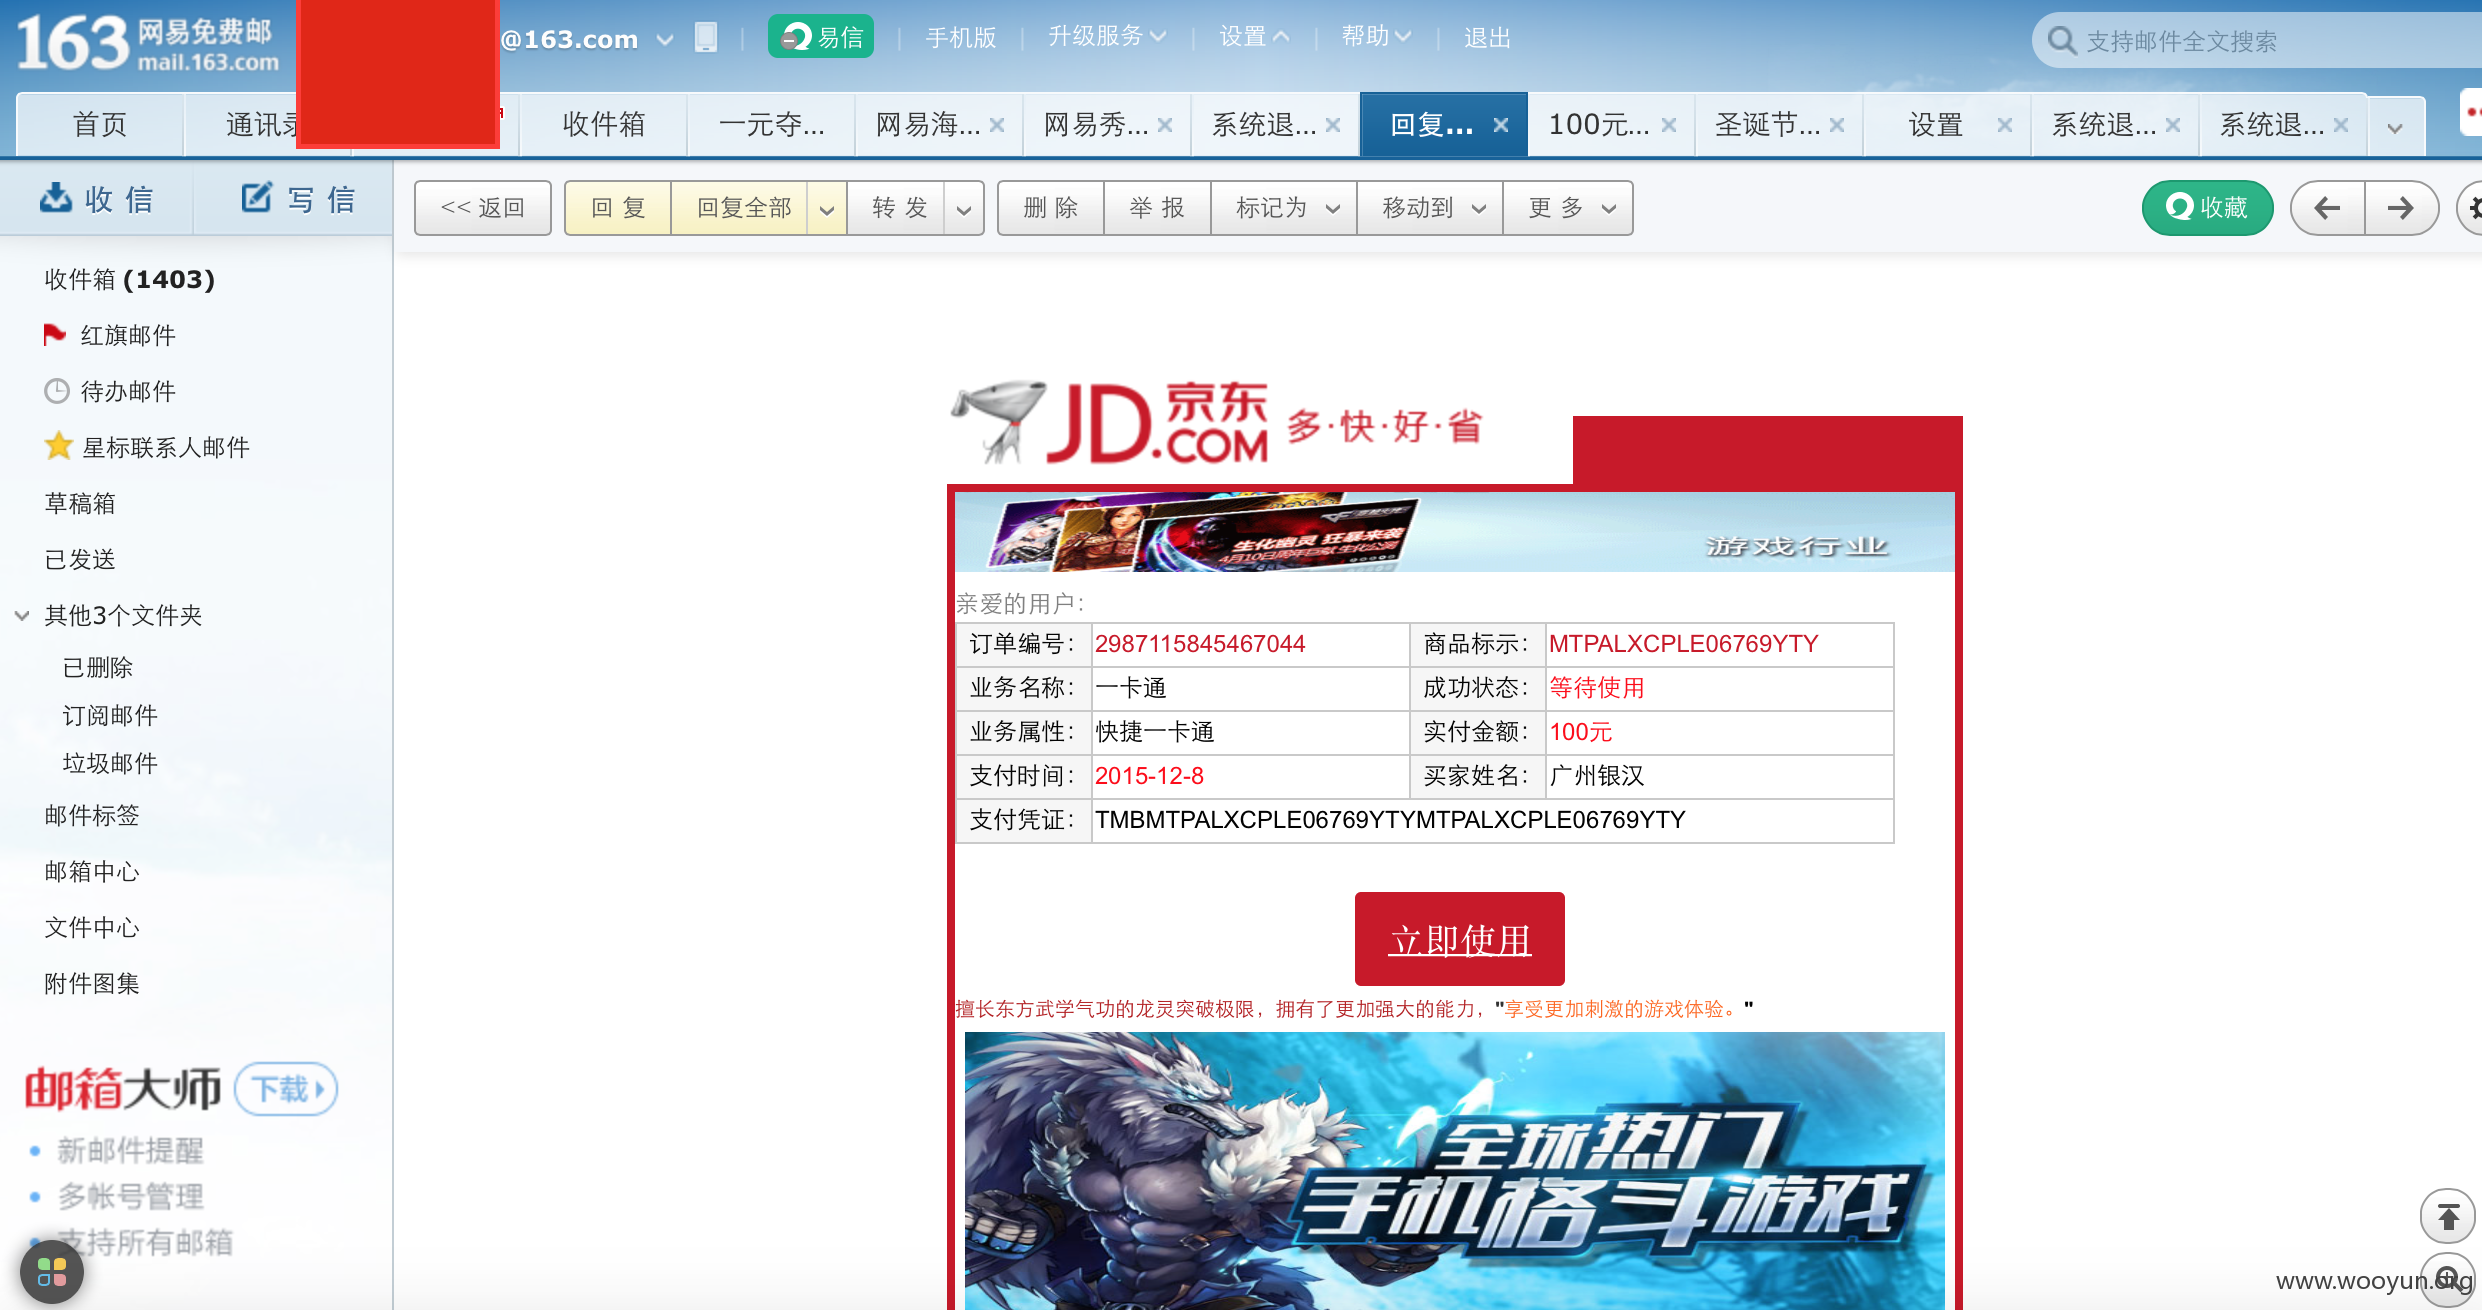 163 网易免费邮 mail.163.com
@163.com
易信
手机版
升级服务
设置
帮助
退出
支持邮件全文搜索
首页
通讯录
收件箱
一元夺...
网易海...
网易秀...
系统退...
回复...
100元...
圣诞节...
设置
系统退...
系统退...
收信
写信
<< 返回
回复
回复全部
转发
删除
举报
标记为
移动到
更多
收藏
收件箱 (1403)
红旗邮件
待办邮件
星标联系人邮件
草稿箱
已发送
其他3个文件夹
已删除
订阅邮件
垃圾邮件
邮件标签
邮箱中心
文件中心
附件图集
邮箱大师
下载
新邮件提醒
多帐号管理
支持所有邮箱
JD.COM 京东 多·快·好·省
生化幽灵 狂暴来袭
游戏行业
亲爱的用户：
订单编号： 2987115845467044 商品标示： MTPALXCPLE06769YTY
业务名称： 一卡通 成功状态： 等待使用
业务属性： 快捷一卡通 实付金额： 100元
支付时间： 2015-12-8 买家姓名： 广州银汉
支付凭证： TMBMTPALXCPLE06769YTYMTPALXCPLE06769YTY
立即使用
擅长东方武学气功的龙灵突破极限，拥有了更加强大的能力，"享受更加刺激的游戏体验。"
全球热门
手机格斗游戏
www.wooyun.org